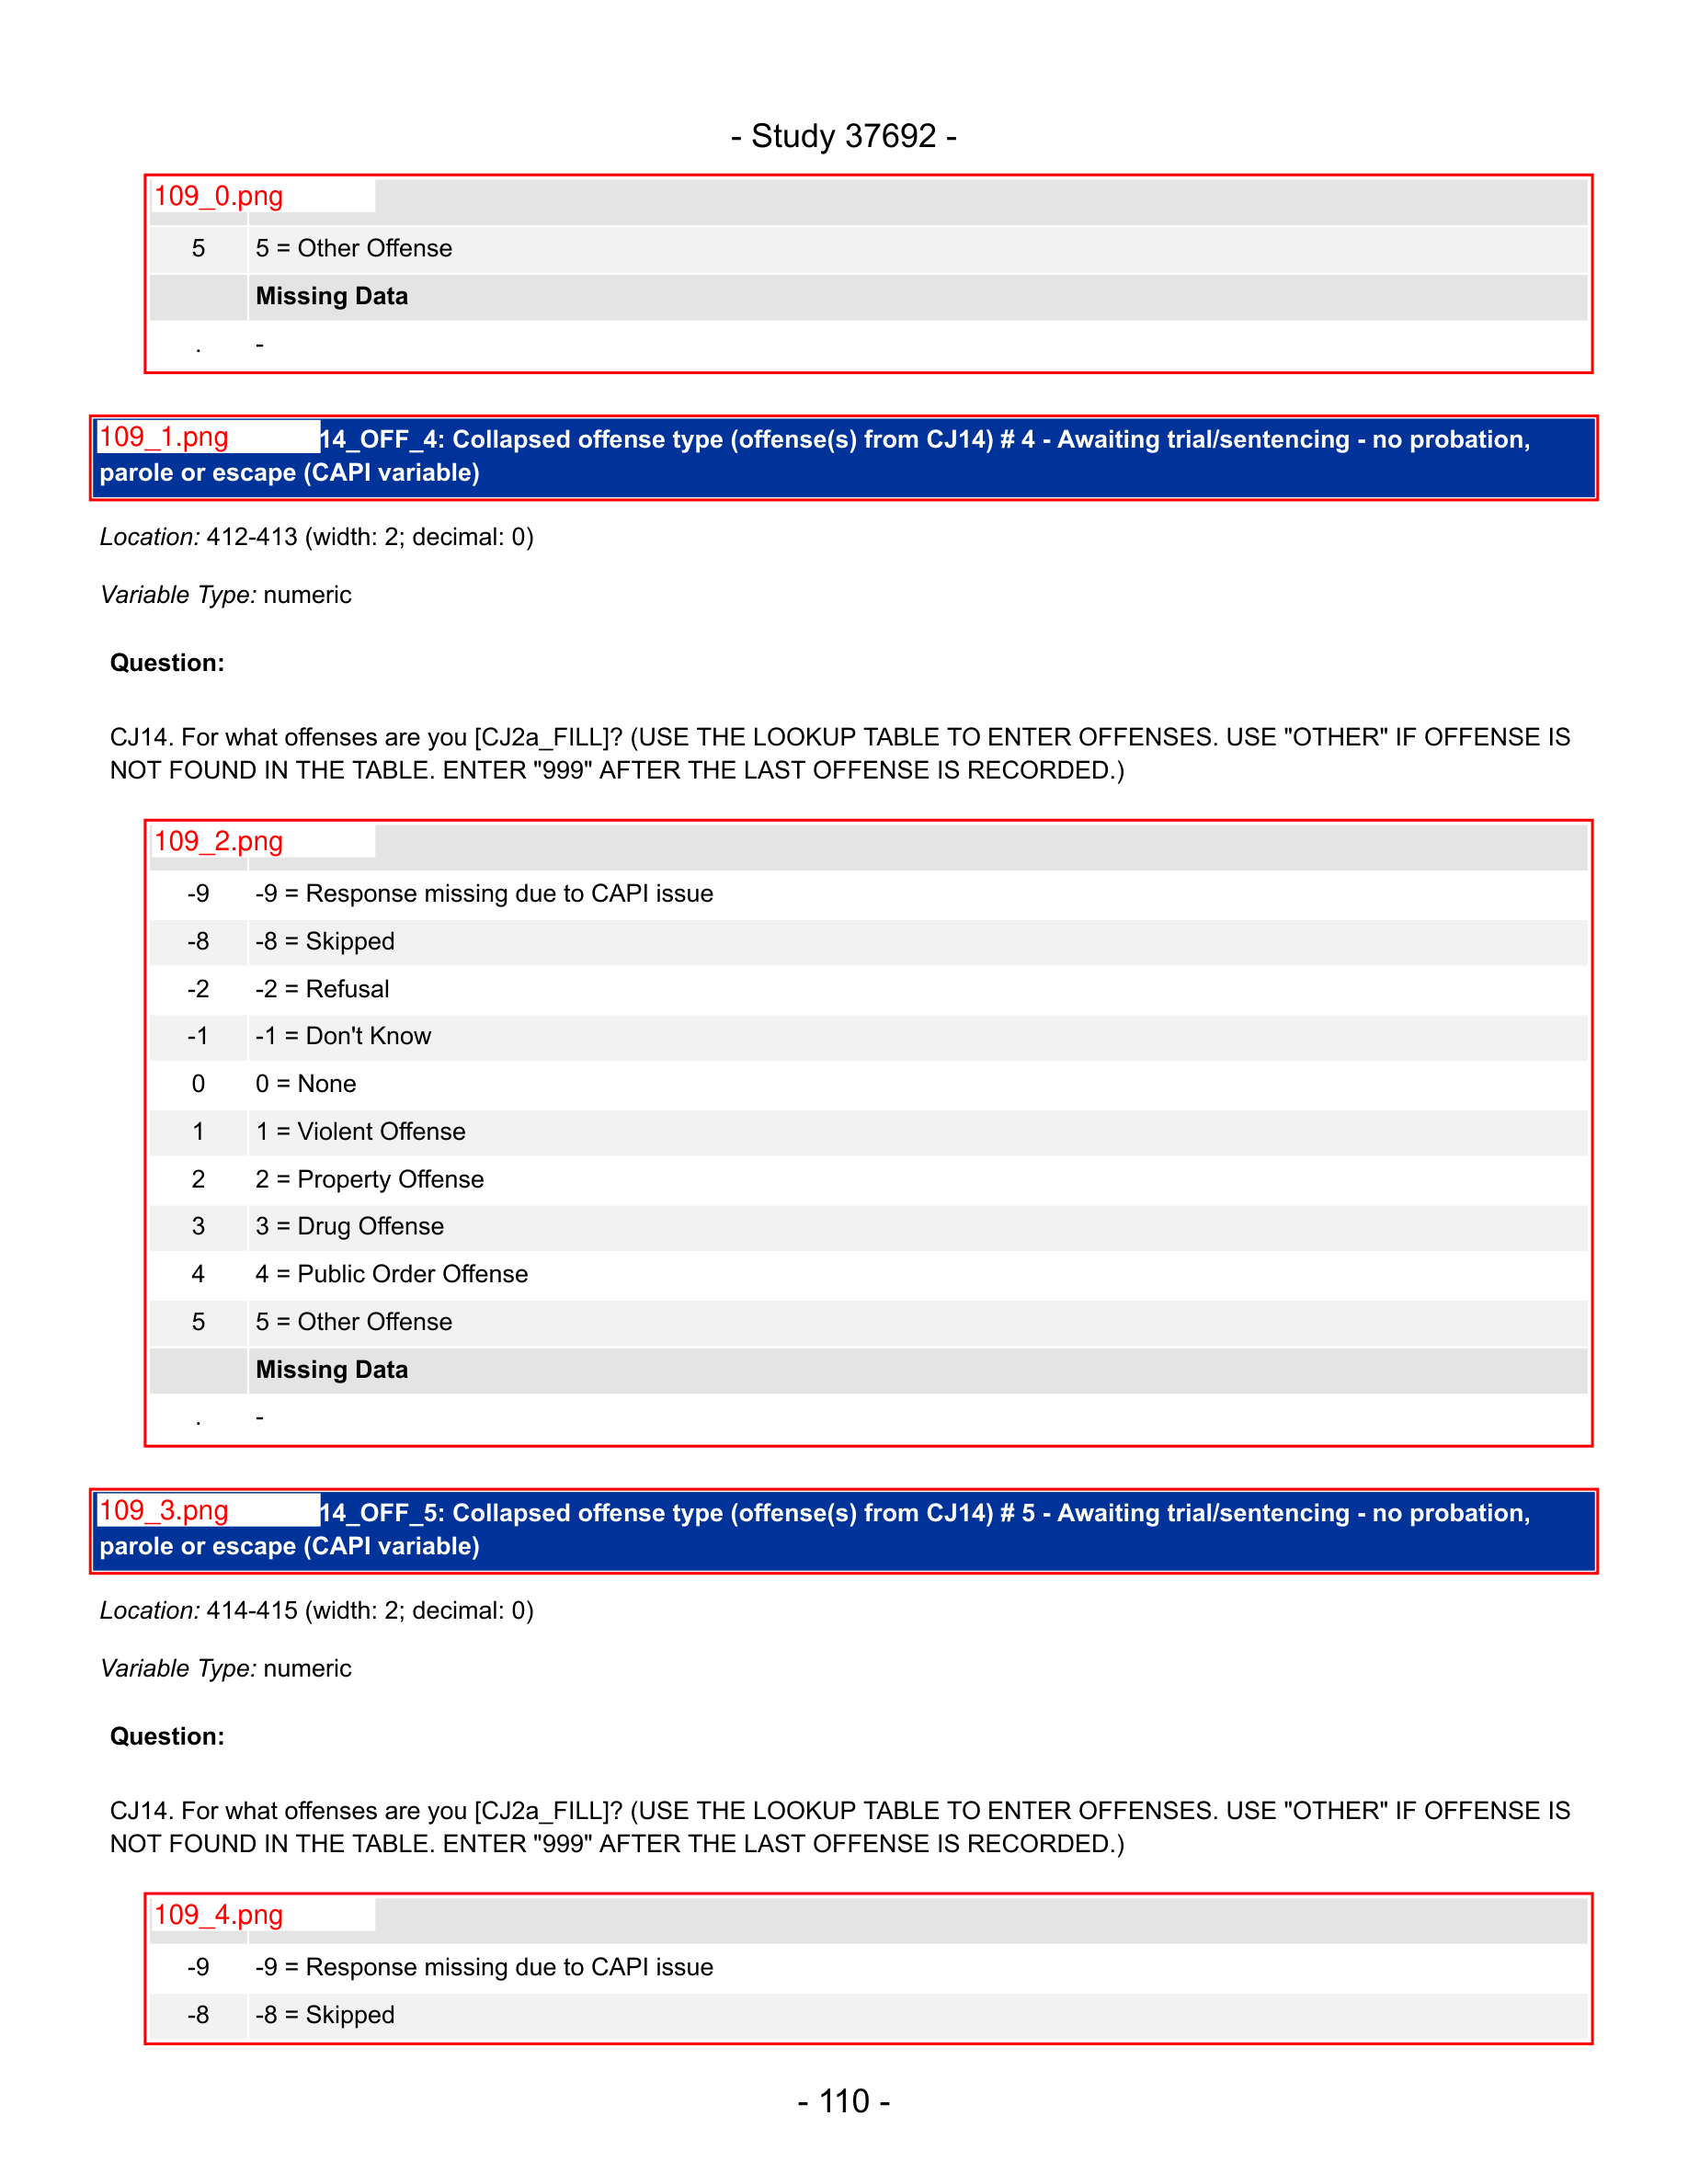 - Study 37692 -
109_0.png
5 5 = Other Offense
Missing Data
. -
109_1.png 14_OFF_4: Collapsed offense type (offense(s) from CJ14) # 4 - Awaiting trial/sentencing - no probation,
parole or escape (CAPI variable)
Location: 412-413 (width: 2; decimal: 0)
Variable Type: numeric
Question:
CJ14. For what offenses are you [CJ2a_FILL]? (USE THE LOOKUP TABLE TO ENTER OFFENSES. USE "OTHER" IF OFFENSE IS
NOT FOUND IN THE TABLE. ENTER "999" AFTER THE LAST OFFENSE IS RECORDED.)
109_2.png
-9 -9 = Response missing due to CAPI issue
-8 -8 = Skipped
-2 -2 = Refusal
-1 -1 = Don't Know
0 0 = None
1 1 = Violent Offense
2 2 = Property Offense
3 3 = Drug Offense
4 4 = Public Order Offense
5 5 = Other Offense
Missing Data
. -
109_3.png 14_OFF_5: Collapsed offense type (offense(s) from CJ14) # 5 - Awaiting trial/sentencing - no probation,
parole or escape (CAPI variable)
Location: 414-415 (width: 2; decimal: 0)
Variable Type: numeric
Question:
CJ14. For what offenses are you [CJ2a_FILL]? (USE THE LOOKUP TABLE TO ENTER OFFENSES. USE "OTHER" IF OFFENSE IS
NOT FOUND IN THE TABLE. ENTER "999" AFTER THE LAST OFFENSE IS RECORDED.)
109_4.png
-9 -9 = Response missing due to CAPI issue
-8 -8 = Skipped
- 110 -